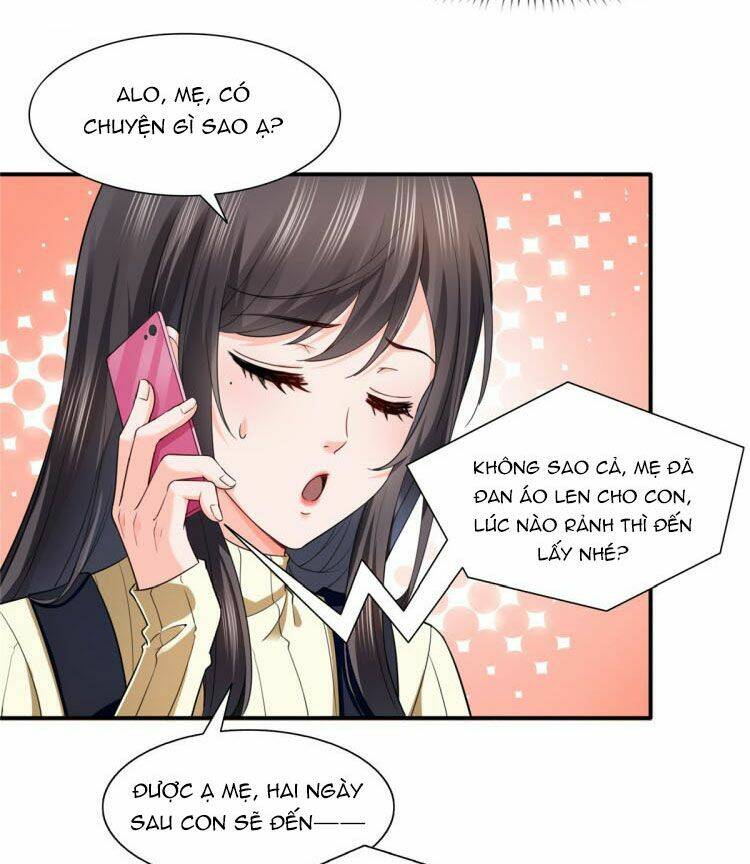 ALO, MẸ, CÓ
CHUYỆN GÌ SAO Ạ?
KHÔNG SAO CẢ, MẸ ĐÃ
ĐAN ÁO LEN CHO CON,
LÚC NÀO RẢNH THÌ ĐẾN
LẤY NHÉ?
ĐƯỢC Ạ MẸ, HAI NGÀY
SAU CON SẼ ĐẾN——